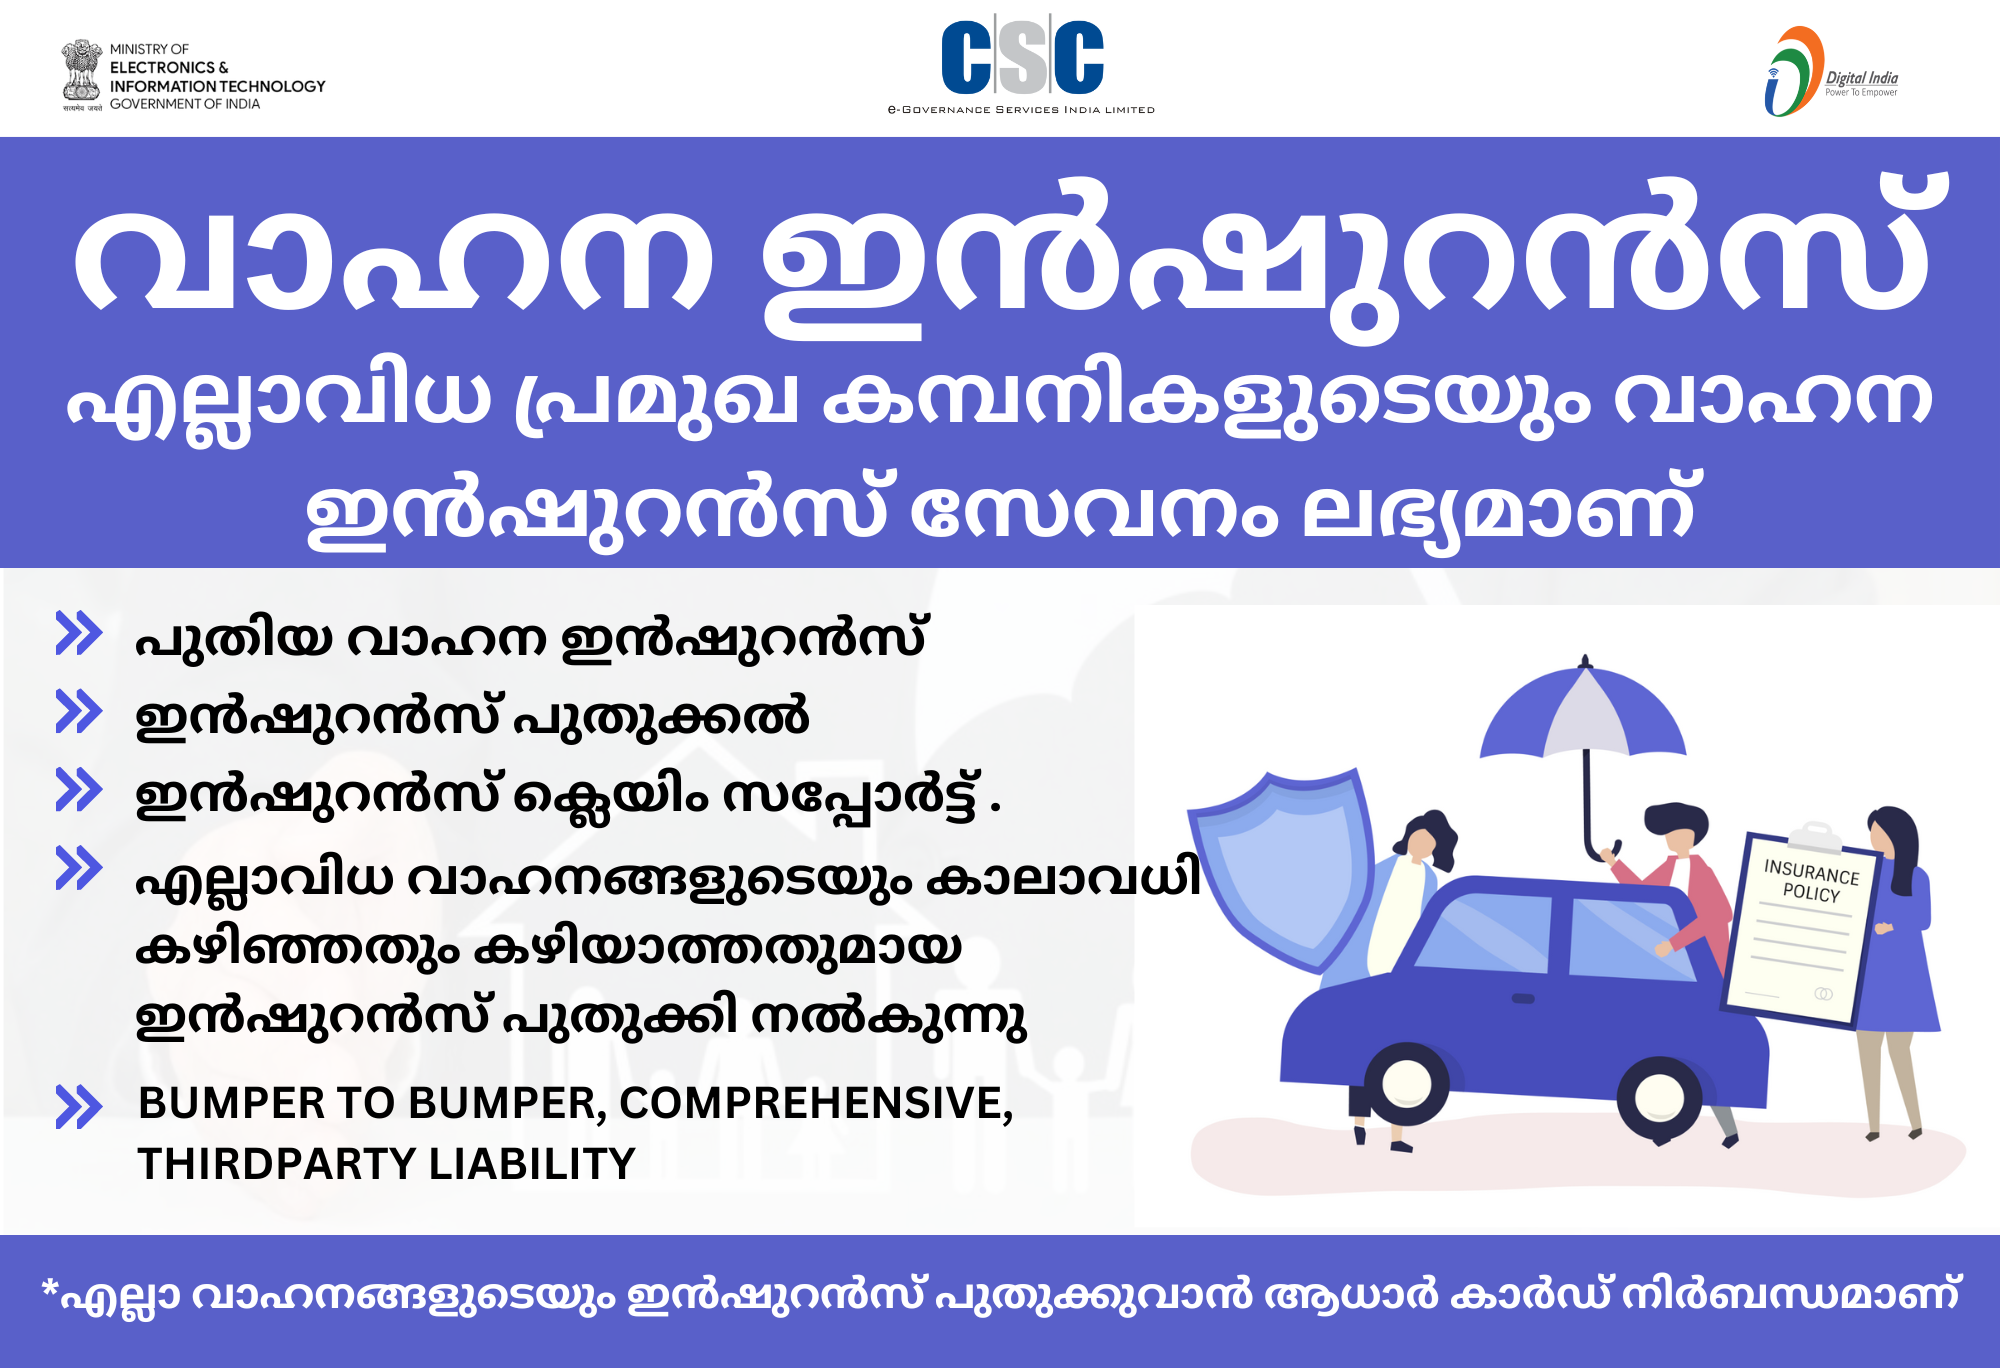 MINISTRY OF
ELECTRONICS &
INFORMATION TECHNOLOGY
GOVERNMENT OF INDIA
सत्यमेव जयते
CSC
e-Governance Services India Limited
Digital India
Power To Empower
വാഹന ഇൻഷുറൻസ്
എല്ലാവിധ പ്രമുഖ കമ്പനികളുടെയും വാഹന
ഇൻഷുറൻസ് സേവനം ലഭ്യമാണ്
പുതിയ വാഹന ഇൻഷുറൻസ്
ഇൻഷുറൻസ് പുതുക്കൽ
ഇൻഷുറൻസ് ക്ലെയിം സപ്പോർട്ട് .
എല്ലാവിധ വാഹനങ്ങളുടെയും കാലാവധി
കഴിഞ്ഞതും കഴിയാത്തതുമായ
ഇൻഷുറൻസ് പുതുക്കി നൽകുന്നു
BUMPER TO BUMPER, COMPREHENSIVE,
THIRDPARTY LIABILITY
INSURANCE
POLICY
*എല്ലാ വാഹനങ്ങളുടെയും ഇൻഷുറൻസ് പുതുക്കുവാൻ ആധാർ കാർഡ് നിർബന്ധമാണ്